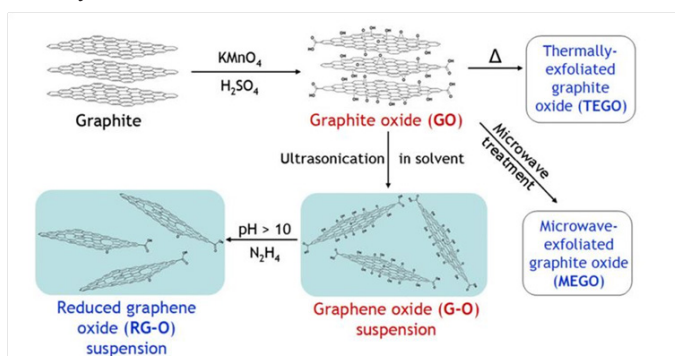 KMnO₄
H₂SO₄
Graphite
Graphite oxide (GO)
Δ
Thermally-
exfoliated
graphite
oxide (TEGO)
Microwave
treatment
Ultrasonication in solvent
pH > 10
N₂H₄
Microwave-
exfoliated
graphite oxide
(MEGO)
Reduced graphene
oxide (RG-O)
suspension
Graphene oxide (G-O)
suspension